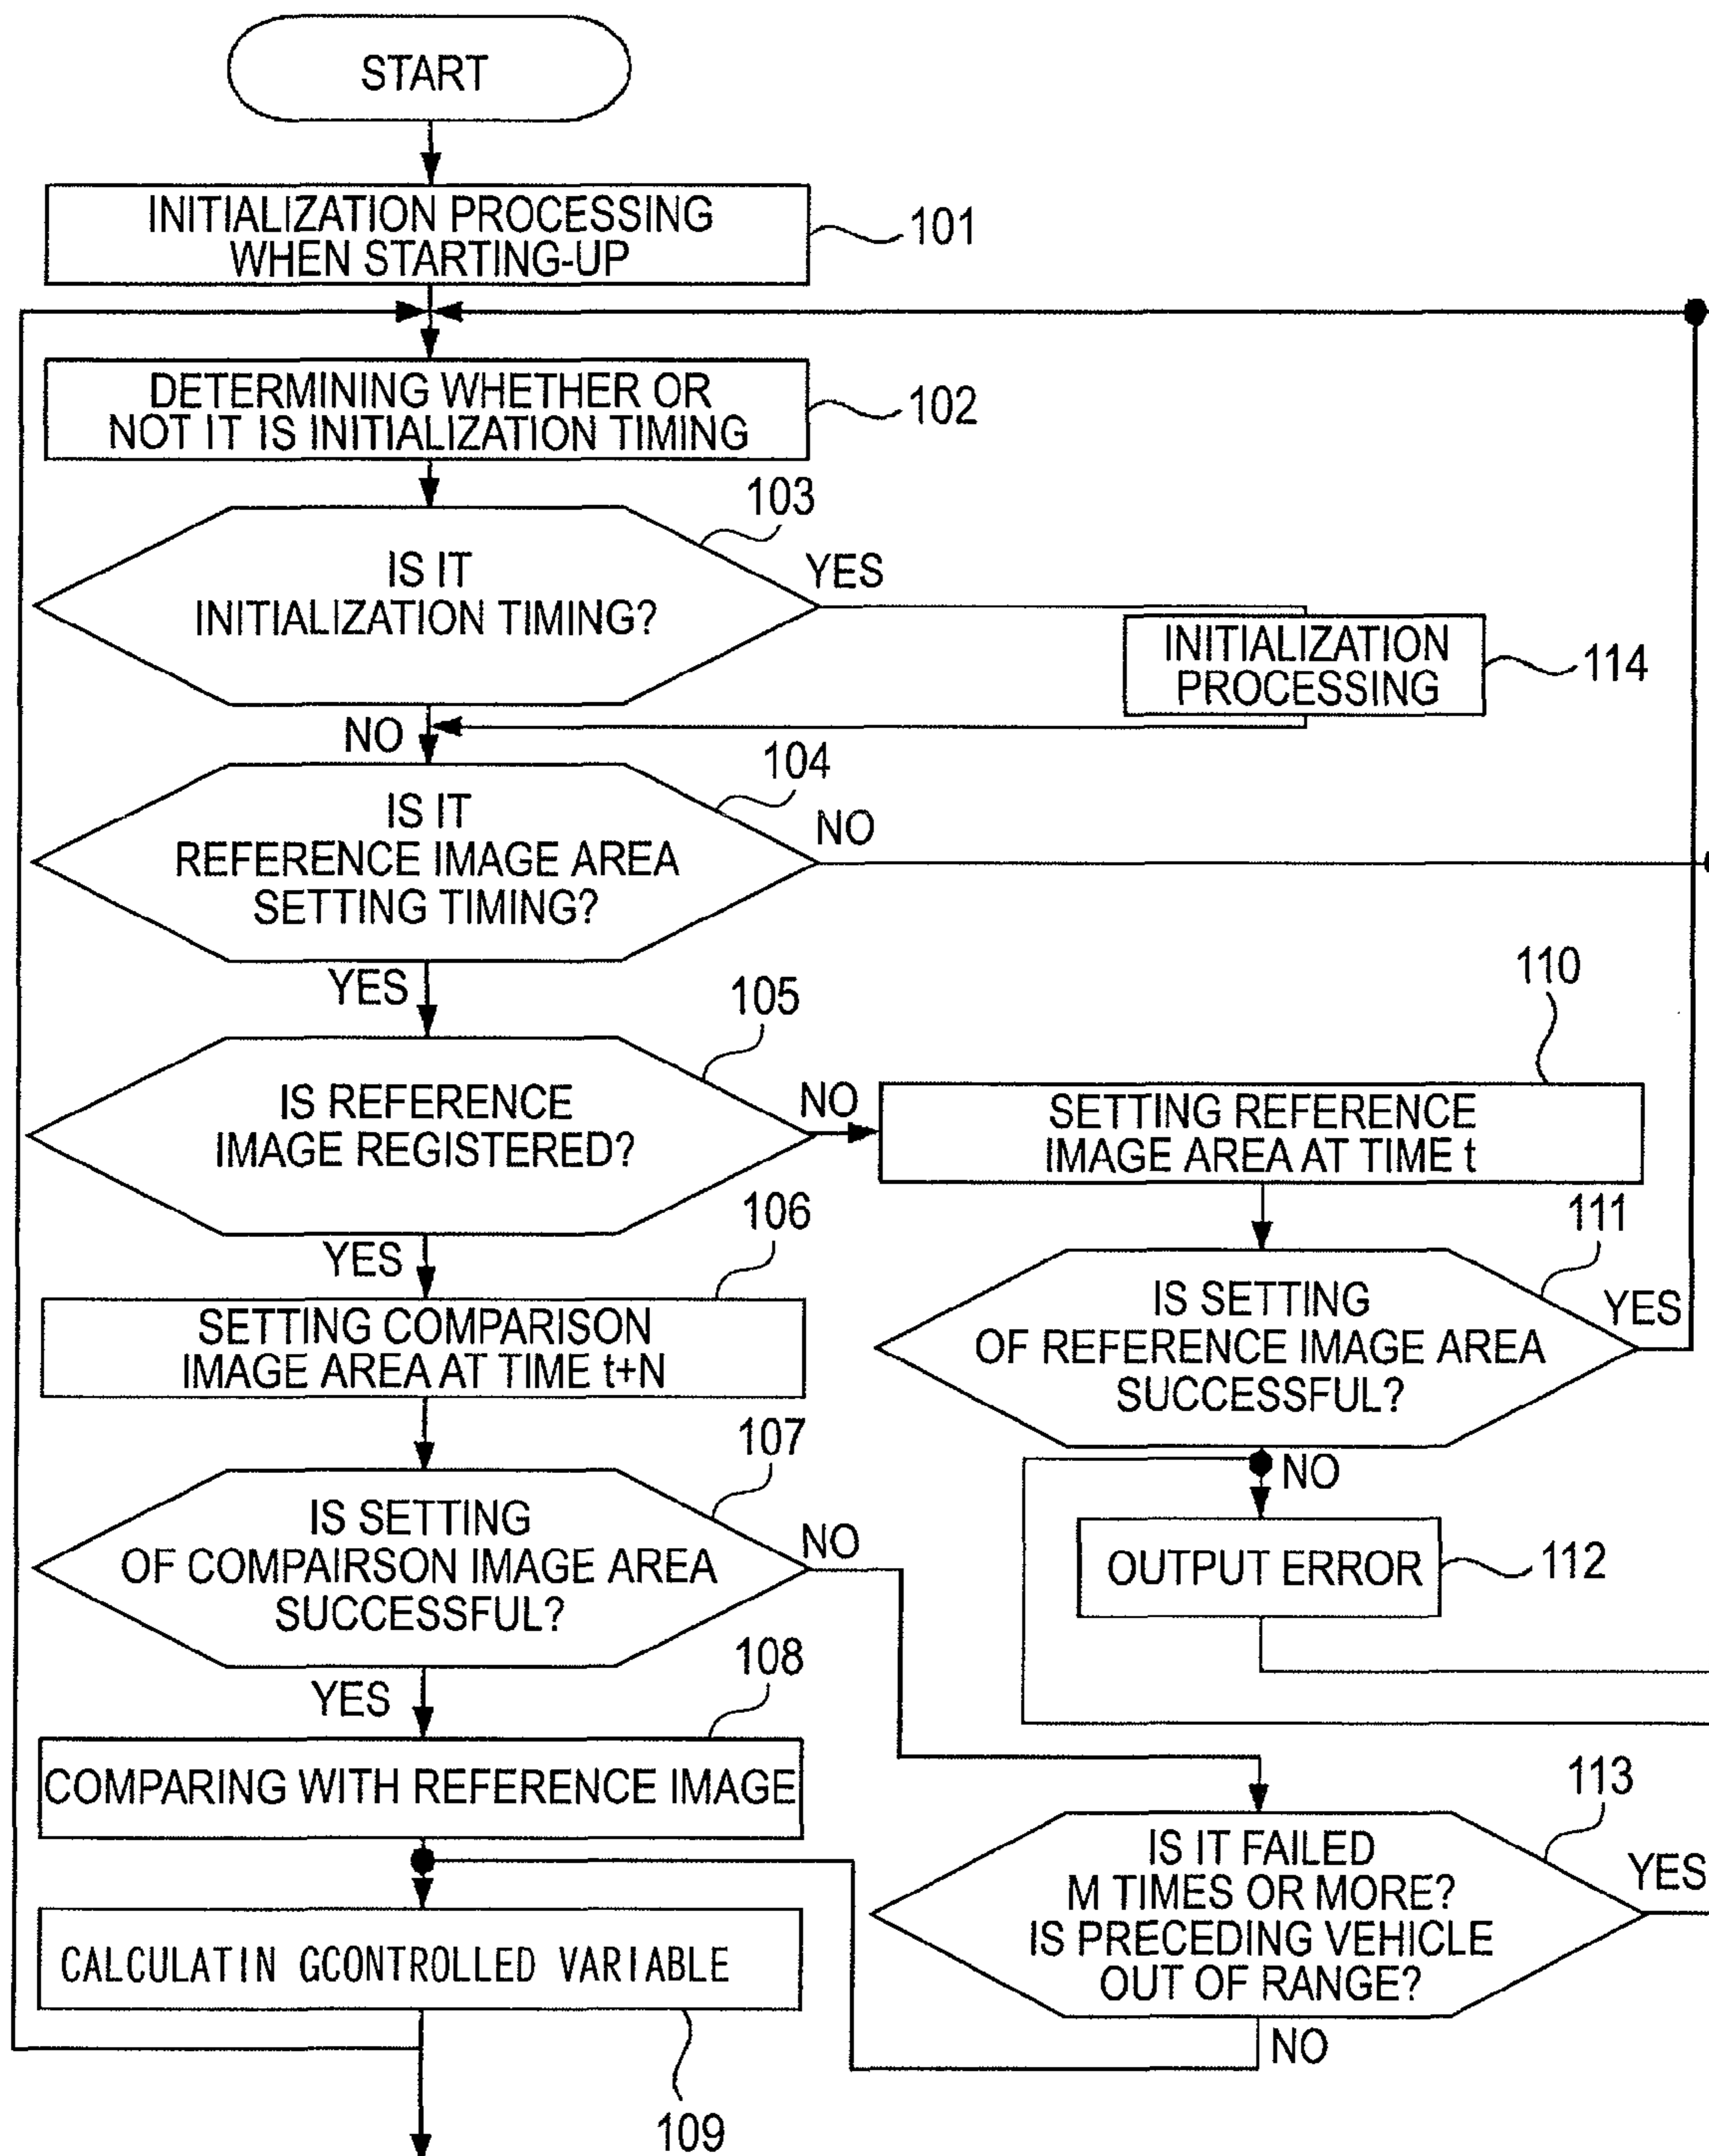 START
INITIALIZATION PROCESSING
WHEN STARTING-UP
101
DETERMINING WHETHER OR
NOT IT IS INITIALIZATION TIMING
102
103
IS IT
INITIALIZATION TIMING?
YES
INITIALIZATION
PROCESSING
114
NO
104
IS IT
REFERENCE IMAGE AREA
SETTING TIMING?
NO
YES
105
IS REFERENCE
IMAGE REGISTERED?
NO
110
SETTING REFERENCE
IMAGE AREA AT TIME t
YES
106
SETTING COMPARISON
IMAGE AREA AT TIME t+N
111
IS SETTING
OF REFERENCE IMAGE AREA
SUCCESSFUL?
YES
NO
107
IS SETTING
OF COMPAIRSON IMAGE AREA
SUCCESSFUL?
NO
OUTPUT ERROR
112
YES
108
COMPARING WITH REFERENCE IMAGE
113
IS IT FAILED
M TIMES OR MORE?
IS PRECEDING VEHICLE
OUT OF RANGE?
YES
NO
CALCULATIN GCONTROLLED VARIABLE
109